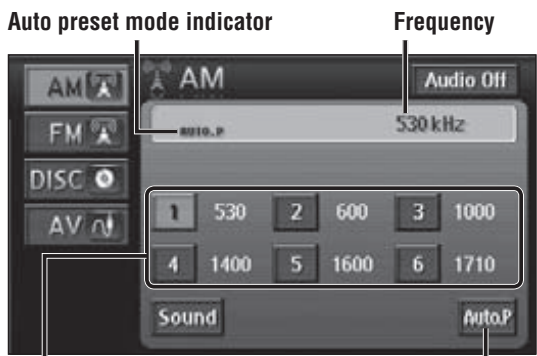 Auto preset mode indicator
Frequency
AM
AM
Audio Off
FM
AUTO.P
530 kHz
DISC
AV
1 530
2 600
3 1000
4 1400
5 1600
6 1710
Sound
Auto.P